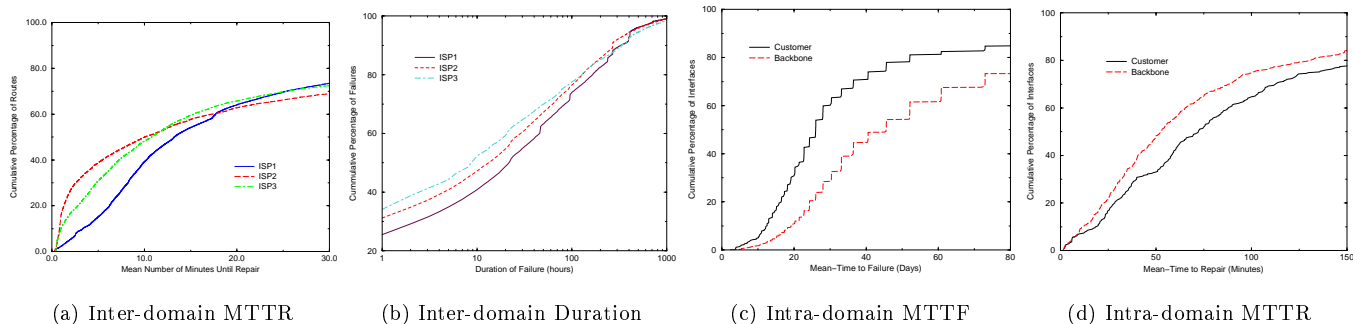 100.0
80.0
60.0
40.0
20.0
0.0
Cumulative Percentage of Routes
ISP1
ISP2
ISP3
0.0 10.0 20.0 30.0
Mean Number of Minutes Until Repair
(a) Inter-domain MTTR
100
80
60
40
20
Cummulative Percentage of Failures
ISP1
ISP2
ISP3
1 10 100 1000
Duration of Failure (hours)
(b) Inter-domain Duration
100
80
60
40
20
0
Cumulative Percentage of Interfaces
Customer
Backbone
0 20 40 60 80
Mean-Time to Failure (Days)
(c) Intra-domain MTTF
100
80
60
40
20
0
Cumulative Percentage of Interfaces
Customer
Backbone
0 50 100 150
Mean-Time to Repair (Minutes)
(d) Intra-domain MTTR